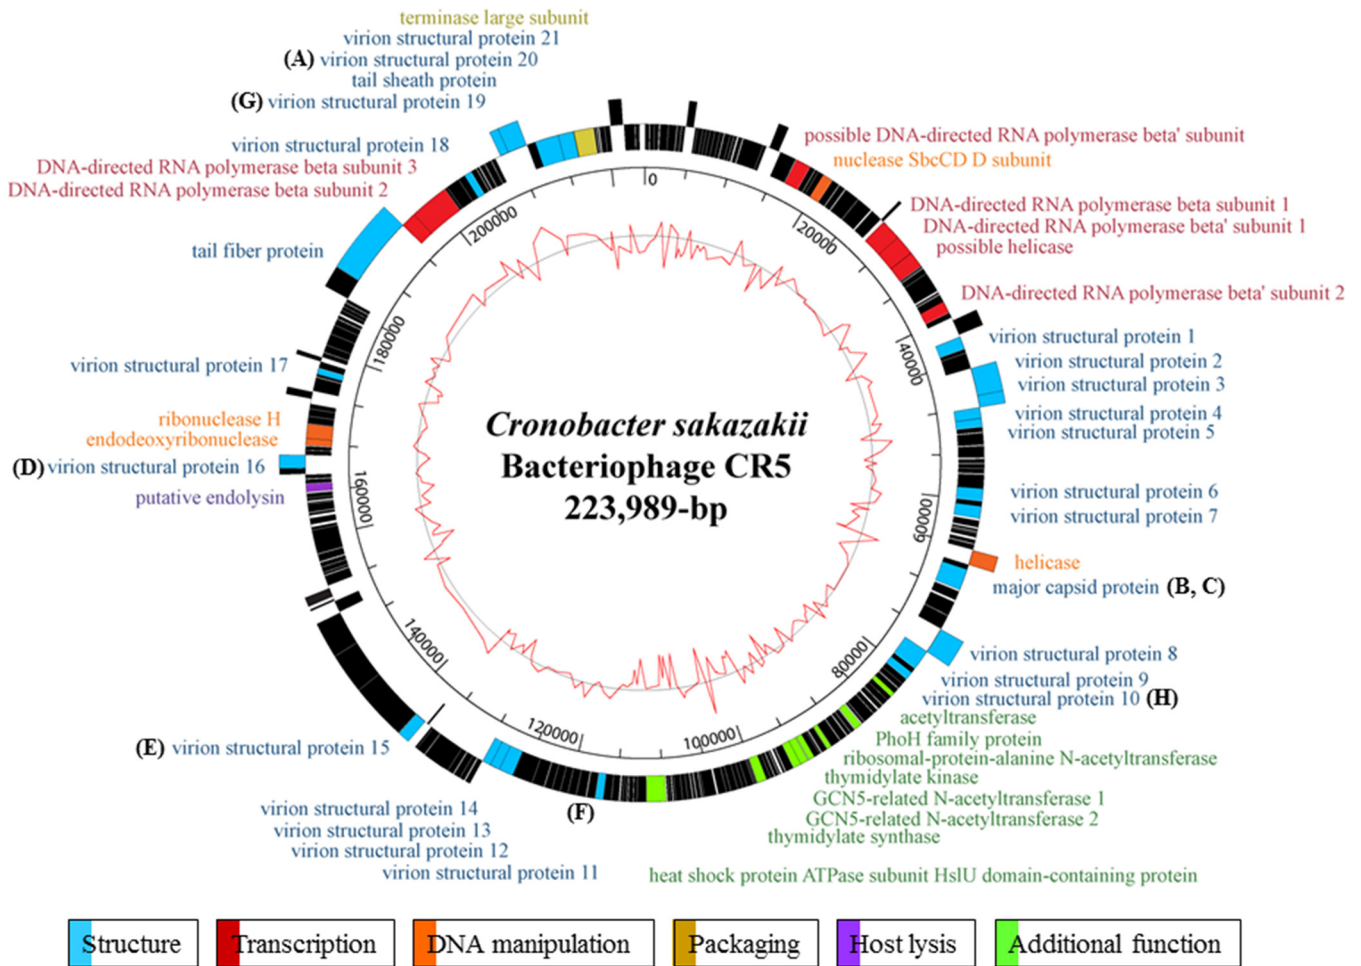 terminase large subunit
virion structural protein 21
(A) virion structural protein 20
tail sheath protein
(G) virion structural protein 19
virion structural protein 18
DNA-directed RNA polymerase beta subunit 3
DNA-directed RNA polymerase beta subunit 2
tail fiber protein
virion structural protein 17
ribonuclease H
endodeoxyribonuclease
(D) virion structural protein 16
putative endolysin
(E) virion structural protein 15
virion structural protein 14
virion structural protein 13
virion structural protein 12
virion structural protein 11
(F)
possible DNA-directed RNA polymerase beta' subunit
nuclease SbcCD D subunit
DNA-directed RNA polymerase beta subunit 1
DNA-directed RNA polymerase beta' subunit 1
possible helicase
DNA-directed RNA polymerase beta' subunit 2
virion structural protein 1
virion structural protein 2
virion structural protein 3
virion structural protein 4
virion structural protein 5
virion structural protein 6
virion structural protein 7
helicase
major capsid protein (B, C)
virion structural protein 8
virion structural protein 9
virion structural protein 10 (H)
acetyltransferase
PhoH family protein
ribosomal-protein-alanine N-acetyltransferase
thymidylate kinase
GCN5-related N-acetyltransferase 1
GCN5-related N-acetyltransferase 2
thymidylate synthase
heat shock protein ATPase subunit HslU domain-containing protein
0
20000
40000
60000
80000
100000
120000
140000
160000
180000
200000
Cronobacter sakazakii
Bacteriophage CR5
223,989-bp
Structure
Transcription
DNA manipulation
Packaging
Host lysis
Additional function